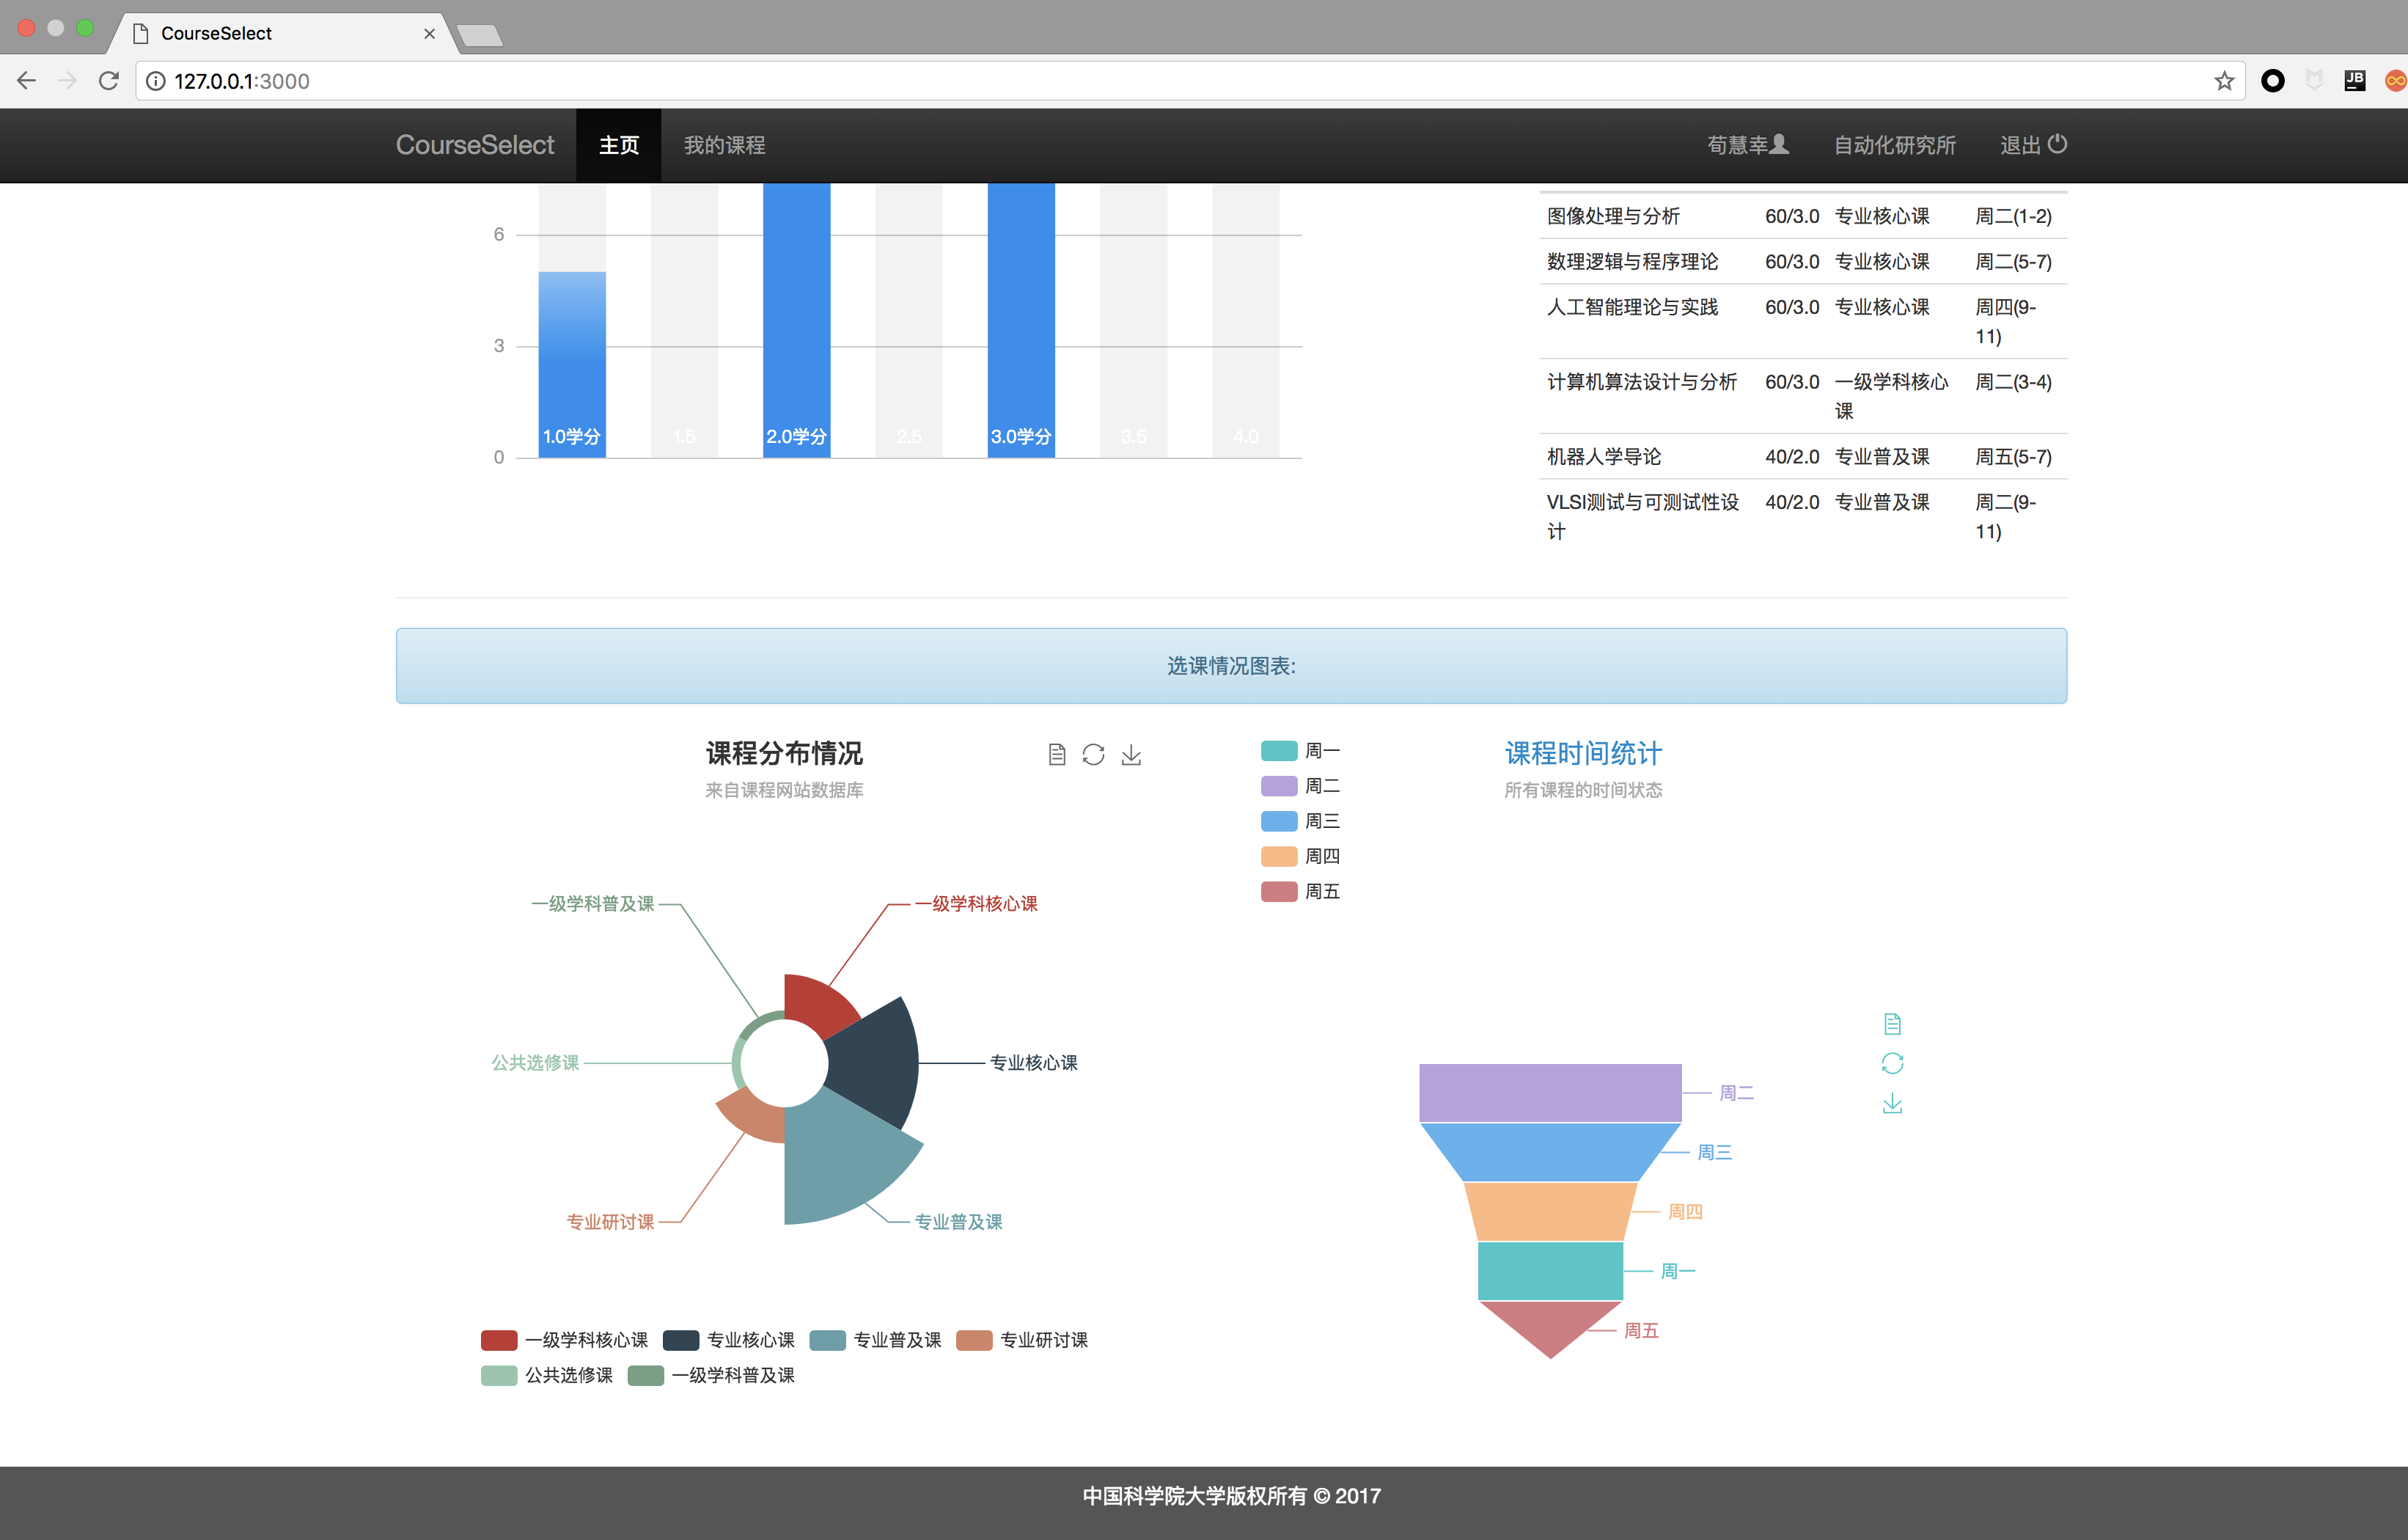 CourseSelect
127.0.0.1:3000
JB
CourseSelect 主页 我的课程 荀慧幸 自动化研究所 退出
6
3
0
1.0学分 1.5 2.0学分 2.5 3.0学分 3.5 4.0
图像处理与分析 60/3.0 专业核心课 周二(1-2)
数理逻辑与程序理论 60/3.0 专业核心课 周二(5-7)
人工智能理论与实践 60/3.0 专业核心课 周四(9-
11)
计算机算法设计与分析 60/3.0 一级学科核心 周二(3-4)
课
机器人学导论 40/2.0 专业普及课 周五(5-7)
VLSI测试与可测试性设 40/2.0 专业普及课 周二(9-
计 11)
选课情况图表:
课程分布情况
来自课程网站数据库
一级学科普及课
一级学科核心课
公共选修课
专业核心课
专业研讨课
专业普及课
一级学科核心课 专业核心课 专业普及课 专业研讨课
公共选修课 一级学科普及课
周一
周二
周三
周四
周五
课程时间统计
所有课程的时间状态
周二
周三
周四
周一
周五
中国科学院大学版权所有 © 2017